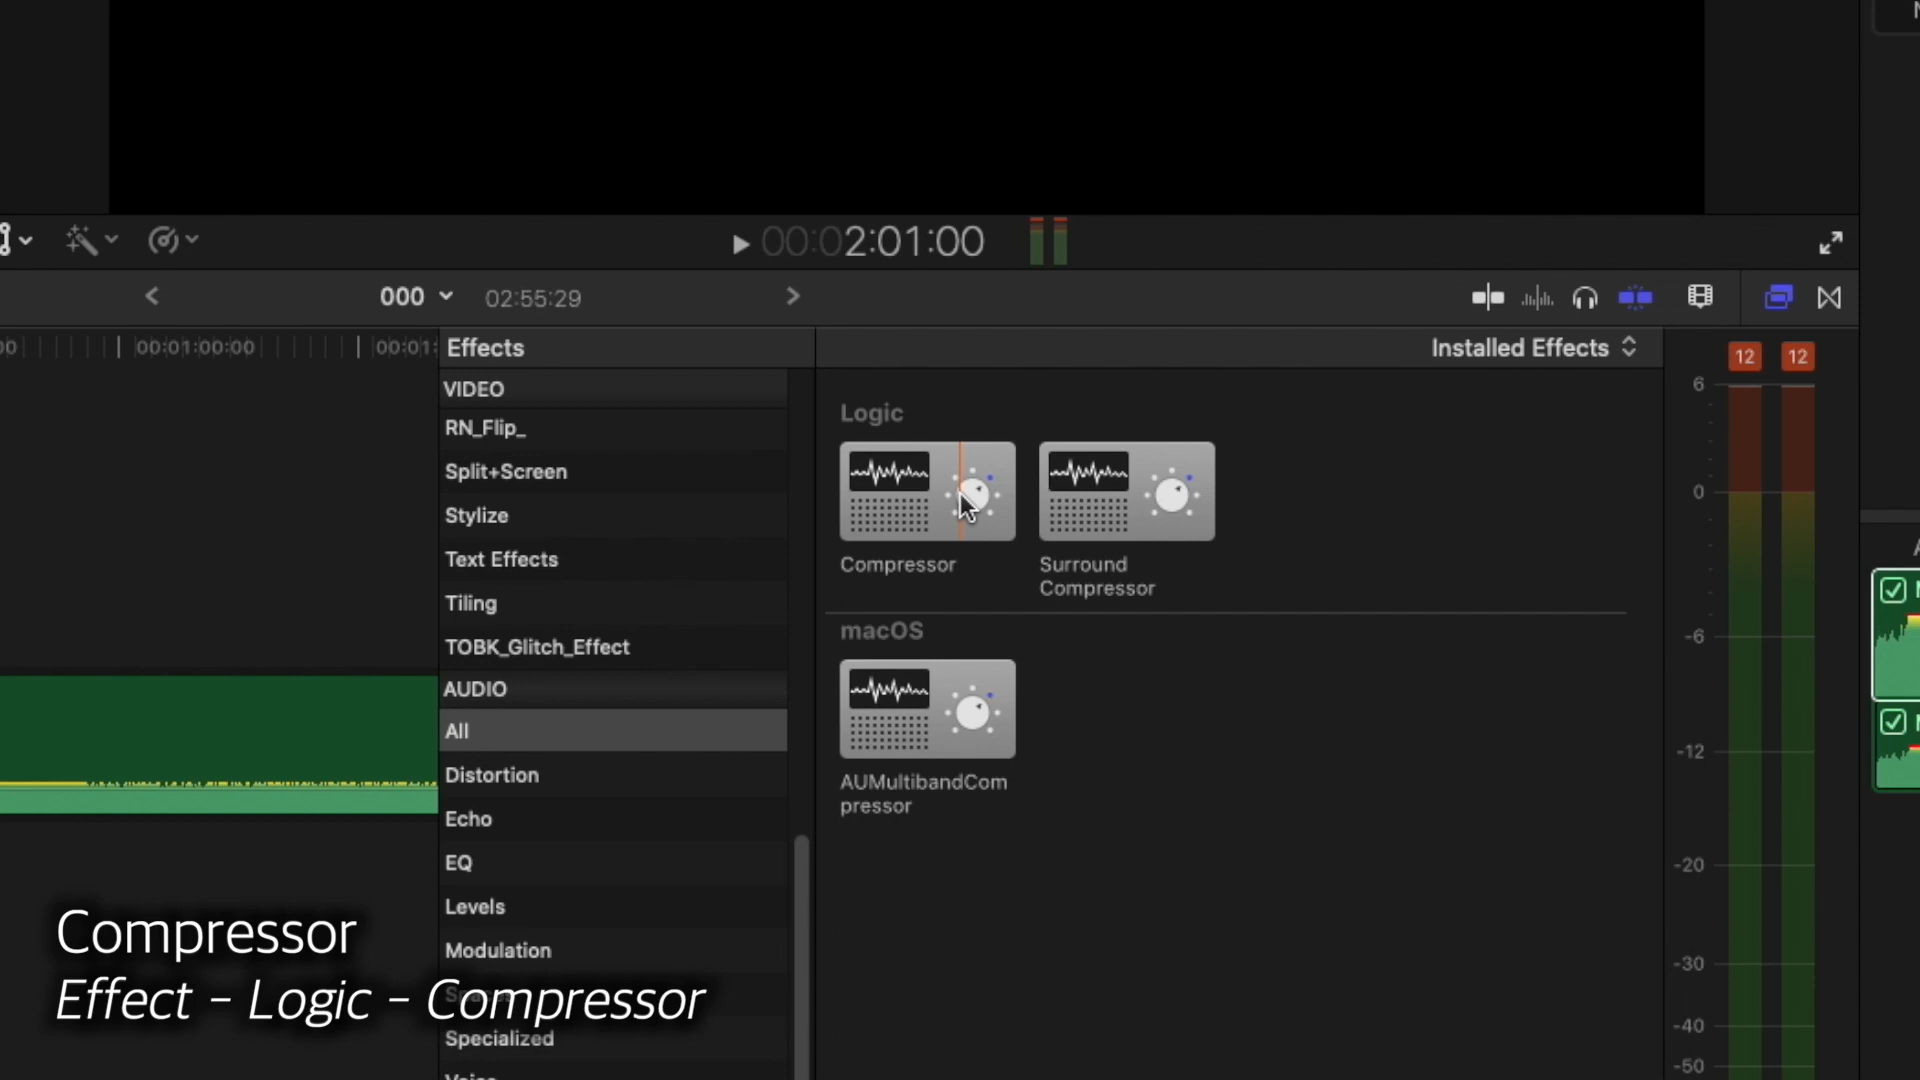 00:02:01:00
000
02:55:29
00:01:00:00
00:01:
Effects
Installed Effects
VIDEO
RN_Flip_
Split+Screen
Stylize
Text Effects
Tiling
TOBK_Glitch_Effect
AUDIO
All
Distortion
Echo
EQ
Levels
Modulation
Specialized
Logic
Compressor
Surround
Compressor
macOS
AUMultibandCom
pressor
12 12
6
0
-6
-12
-20
-30
-40
-50
Compressor
Effect - Logic - Compressor